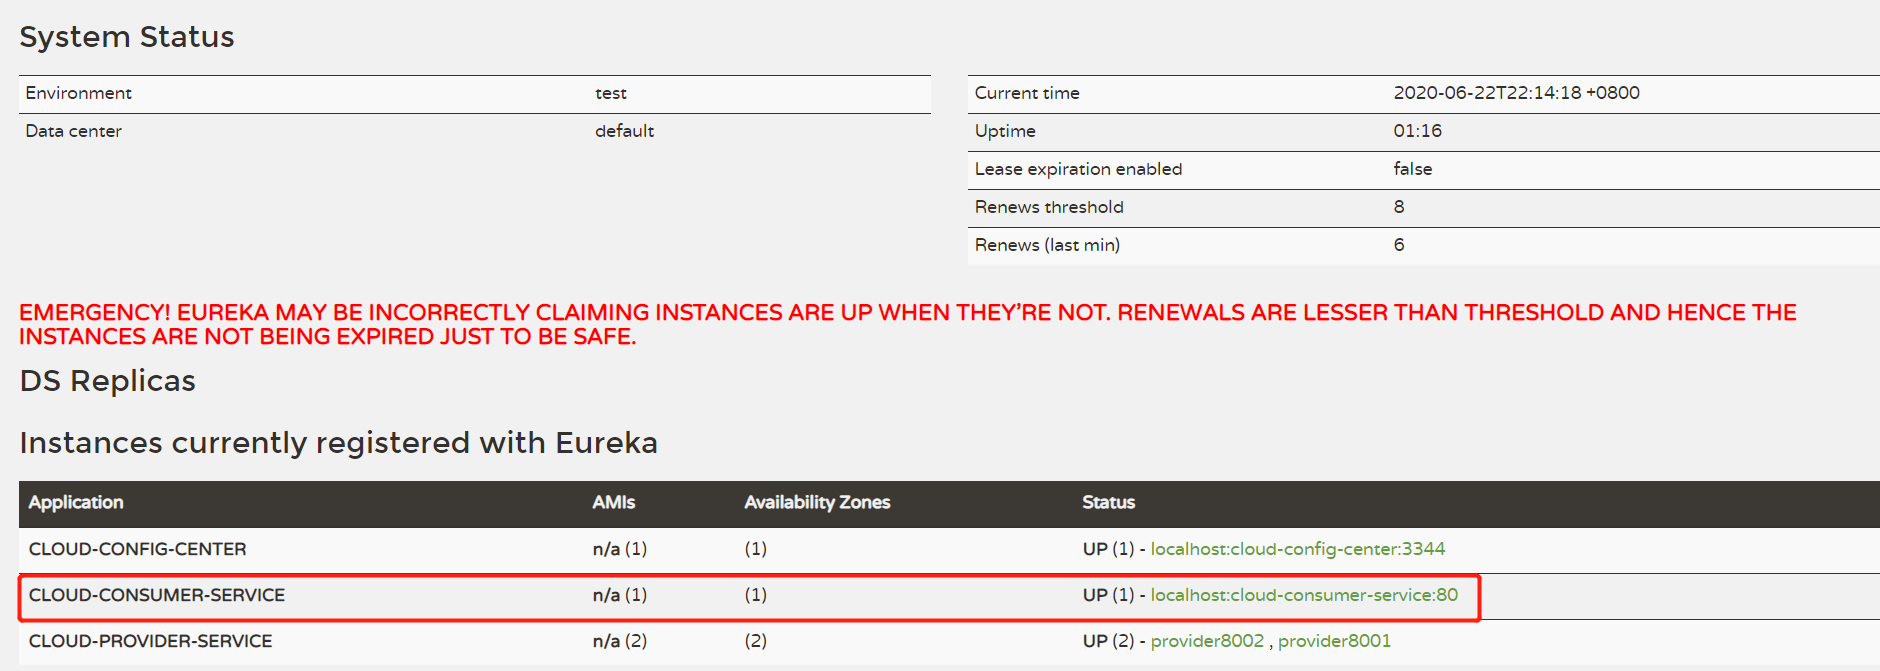 System Status
Environment test
Data center default
Current time 2020-06-22T22:14:18 +0800
Uptime 01:16
Lease expiration enabled false
Renews threshold 8
Renews (last min) 6
EMERGENCY! EUREKA MAY BE INCORRECTLY CLAIMING INSTANCES ARE UP WHEN THEY'RE NOT. RENEWALS ARE LESSER THAN THRESHOLD AND HENCE THE
INSTANCES ARE NOT BEING EXPIRED JUST TO BE SAFE.
DS Replicas
Instances currently registered with Eureka
Application AMIs Availability Zones Status
CLOUD-CONFIG-CENTER n/a (1) (1) UP (1) - localhost:cloud-config-center:3344
CLOUD-CONSUMER-SERVICE n/a (1) (1) UP (1) - localhost:cloud-consumer-service:80
CLOUD-PROVIDER-SERVICE n/a (2) (2) UP (2) - provider8002 , provider8001